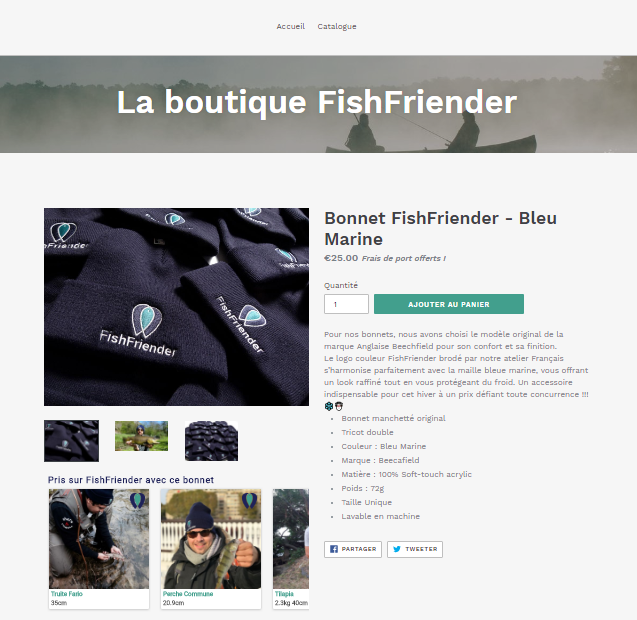 Accueil Catalogue
La boutique FishFriender
FishFriender
FishFriender
FishFriender
Bonnet FishFriender - Bleu
Marine
€25.00 Frais de port offerts !
Quantité
1
AJOUTER AU PANIER
Pour nos bonnets, nous avons choisi le modèle original de la
marque Anglaise Beechfield pour son confort et sa finition.
Le logo couleur FishFriender brodé par notre atelier Français
s'harmonise parfaitement avec la maille bleue marine, vous offrant
un look raffiné tout en vous protégeant du froid. Un accessoire
indispensable pour cet hiver à un prix défiant toute concurrence !!!
Bonnet manchetté original
Tricot double
Couleur : Bleu Marine
Marque : Beecafield
Matière : 100% Soft-touch acrylic
Poids : 72g
Taille Unique
Lavable en machine
PARTAGER TWEETER
Pris sur FishFriender avec ce bonnet
Truite Fario
35cm
Perche Commune
20.9cm
Tilapia
2.3kg 40cm